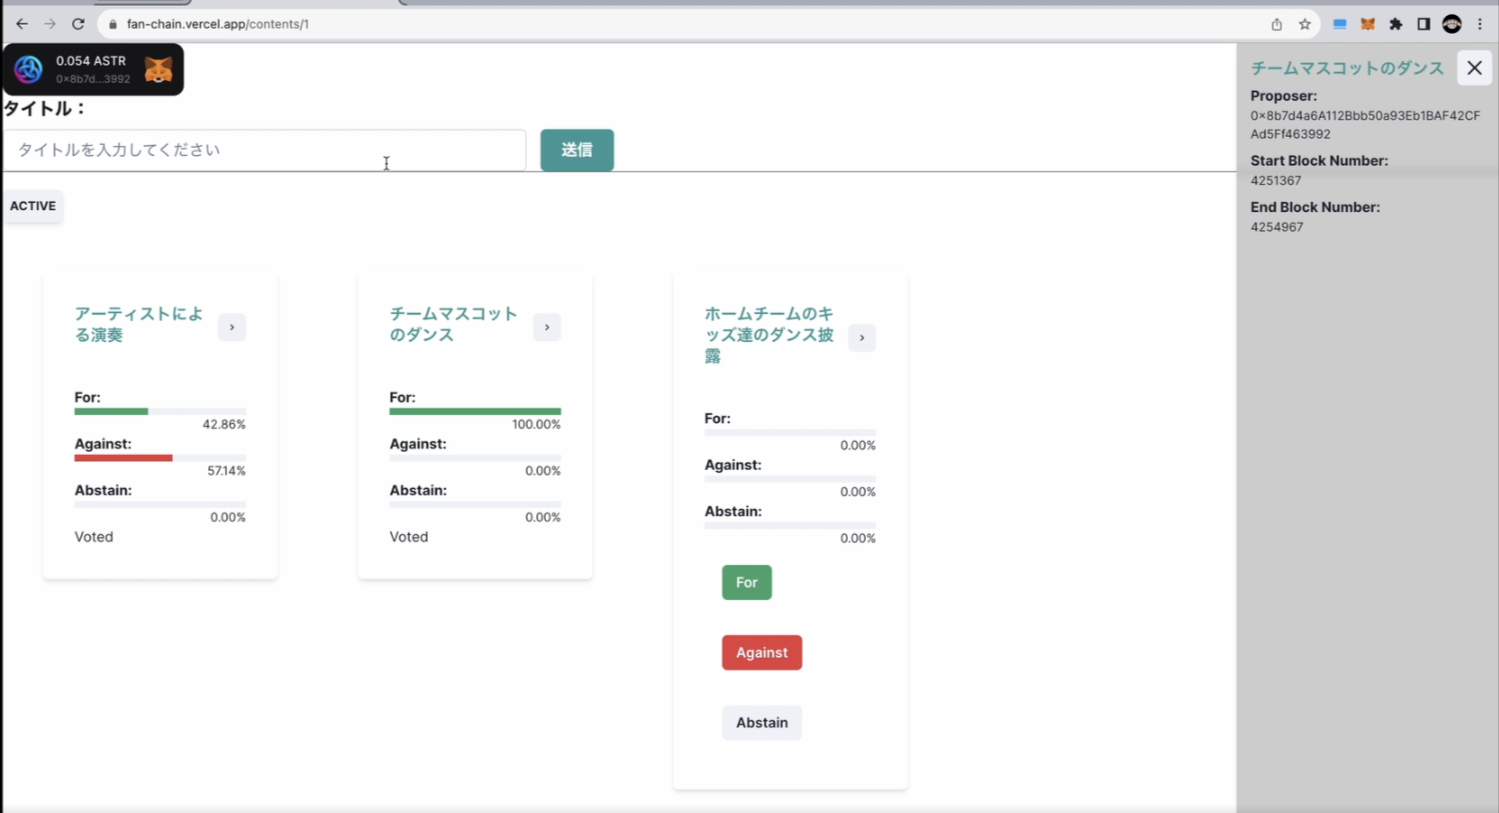 fan-chain.vercel.app/contents/1
0.054 ASTR
0×8b7d...3992
タイトル：
タイトルを入力してください
送信
ACTIVE
アーティストによ
る演奏
›
For:
42.86%
Against:
57.14%
Abstain:
0.00%
Voted
チームマスコット
のダンス
›
For:
100.00%
Against:
0.00%
Abstain:
0.00%
Voted
ホームチームのキ
ッズ達のダンス披
露
›
For:
0.00%
Against:
0.00%
Abstain:
0.00%
For
Against
Abstain
チームマスコットのダンス
Proposer:
0×8b7d4a6A112Bbb50a93Eb1BAF42CF
Ad5Ff463992
Start Block Number:
4251367
End Block Number:
4254967